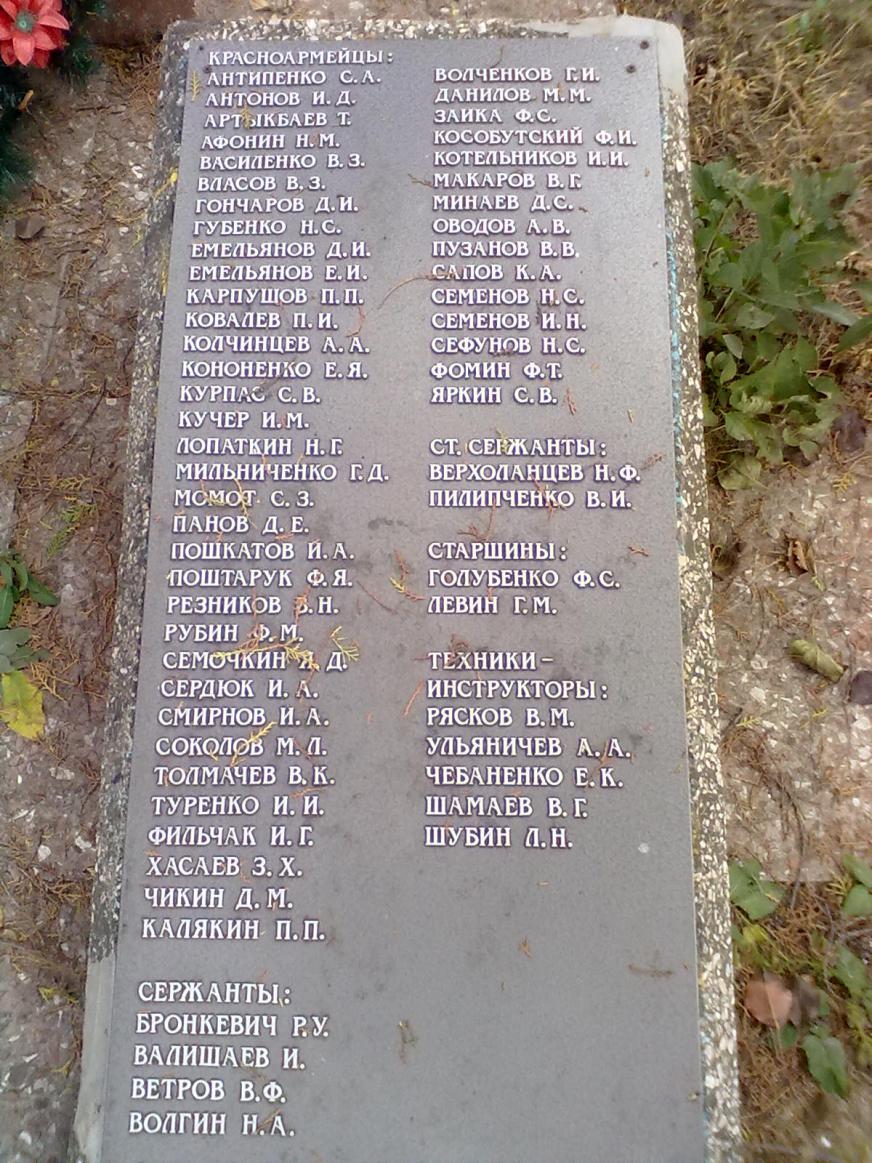 КРАСНОАРМЕЙЦЫ:
АНТИПЕНКО С.А.
АНТОНОВ И.Д.
АРТЫКБАЕВ Т.
АФОНИН Н.М.
ВАСИЛЕНКО В.З.
ВЛАСОВ В.З.
ГОНЧАРОВ Д.И.
ГУБЕНКО Н.С.
ЕМЕЛЬЯНОВ Д.И.
ЕМЕЛЬЯНОВ Е.И.
КАРПУШОВ П.П.
КОВАЛЕВ П.И.
КОЛЧИНЦЕВ А.А.
КОНОНЕНКО Е.Я.
КУРПАС С.В.
КУЧЕР И.М.
ЛОПАТКИН Н.Г.
МИЛЬНИЧЕНКО Г.Д.
МОМОТ С.З.
ПАНОВ Д.Е.
ПОШКАТОВ И.А.
ПОШТАРУК Ф.Я.
РЕЗНИКОВ В.Н.
РУБИН Ф.М.
СЕМОЧКИН Я.Д.
СЕРДЮК И.А.
СМИРНОВ И.А.
СОКОЛОВ М.Л.
ТОЛМАЧЕВ В.К.
ТУРЕНКО И.И.
ФИЛЬЧАК И.Г.
ХАСАЕВ З.Х.
ЧИКИН Д.М.
КАЛЯКИН П.П.
СЕРЖАНТЫ:
БРОНКЕВИЧ Р.У.
ВАЛИШАЕВ И.
ВЕТРОВ В.Ф.
ВОЛГИН Н.А.
ВОЛЧЕНКОВ Г.И.
ДАНИЛОВ М.М.
ЗАИКА Ф.С.
КОСОБУТСКИЙ Ф.И.
КОТЕЛЬНИКОВ И.И.
МАКАРОВ В.Г.
МИНАЕВ Д.С.
ОВОДОВ А.В.
ПУЗАНОВ В.В.
САПОВ К.А.
СЕМЕНОВ Н.С.
СЕМЕНОВ И.Н.
СЕФУНОВ Н.С.
ФОМИН Ф.Т.
ЯРКИН С.В.
СТ. СЕРЖАНТЫ:
ВЕРХОЛАНЦЕВ Н.Ф.
ПИЛИПЧЕНКО В.И.
СТАРШИНЫ:
ГОЛУБЕНКО Ф.С.
ЛЕВИН Г.М.
ТЕХНИКИ-
ИНСТРУКТОРЫ:
РЯСКОВ В.М.
УЛЬЯНИЧЕВ А.А.
ЧЕБАНЕНКО Е.К.
ШАМАЕВ В.Г.
ШУБИН Л.Н.